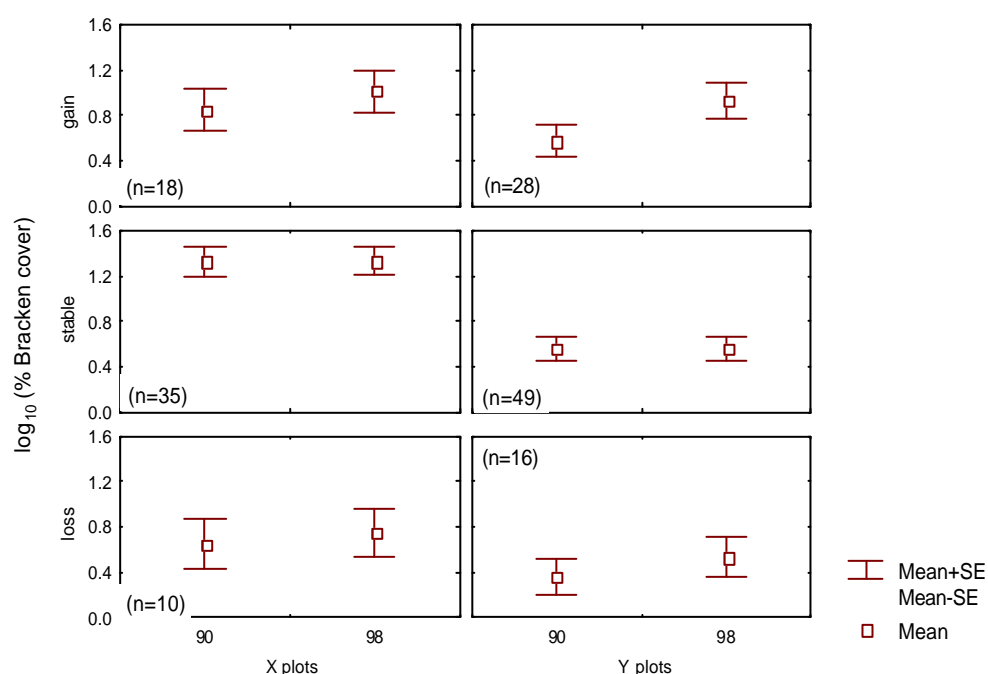 log10 (% Bracken cover)
gain
1.6
1.2
0.8
0.4
0.0
(n=18)
(n=28)
stable
1.6
1.2
0.8
0.4
0.0
(n=35)
(n=49)
loss
1.6
1.2
0.8
0.4
0.0
(n=10)
(n=16)
90 98 90 98
X plots Y plots
Mean+SE
Mean-SE
Mean